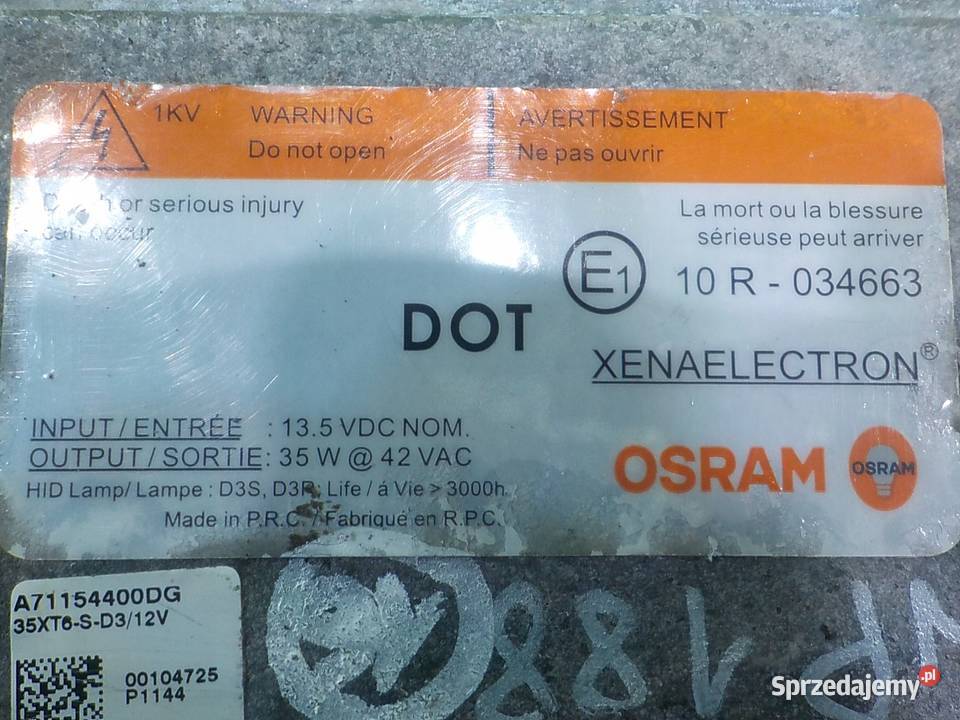 1KV WARNING AVERTISSEMENT
Do not open Ne pas ouvrir
or serious injury
can occur
La mort ou la blessure
sérieuse peut arriver
E1 10 R - 034663
DOT
XENAELECTRON®
INPUT / ENTRÉE : 13.5 VDC NOM.
OUTPUT / SORTIE: 35 W @ 42 VAC
HID Lamp/ Lampe : D3S, D3R; Life / á Vie > 3000h
Made in P.R.C. / Fabriqué en R.P.C.
OSRAM OSRAM
A71154400DG
35XT6-S-D3/12V
00104725
P1144
188
Sprzedajemy.pl